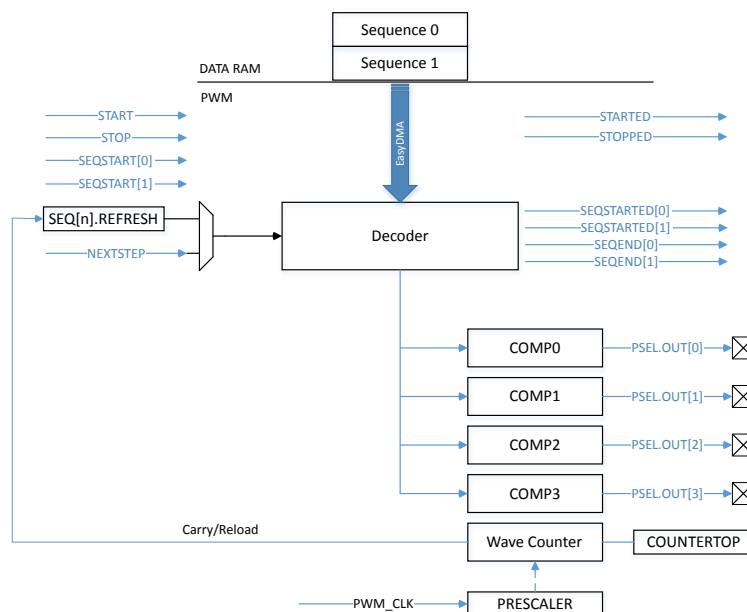 Sequence 0
Sequence 1
DATA RAM
PWM
START
STOP
SEQSTART[0]
SEQSTART[1]
EasyDMA
STARTED
STOPPED
SEQ[n].REFRESH
NEXTSTEP
Decoder
SEQSTARTED[0]
SEQSTARTED[1]
SEQEND[0]
SEQEND[1]
COMP0
PSEL.OUT[0]
COMP1
PSEL.OUT[1]
COMP2
PSEL.OUT[2]
COMP3
PSEL.OUT[3]
Carry/Reload
Wave Counter
COUNTERTOP
PWM_CLK
PRESCALER